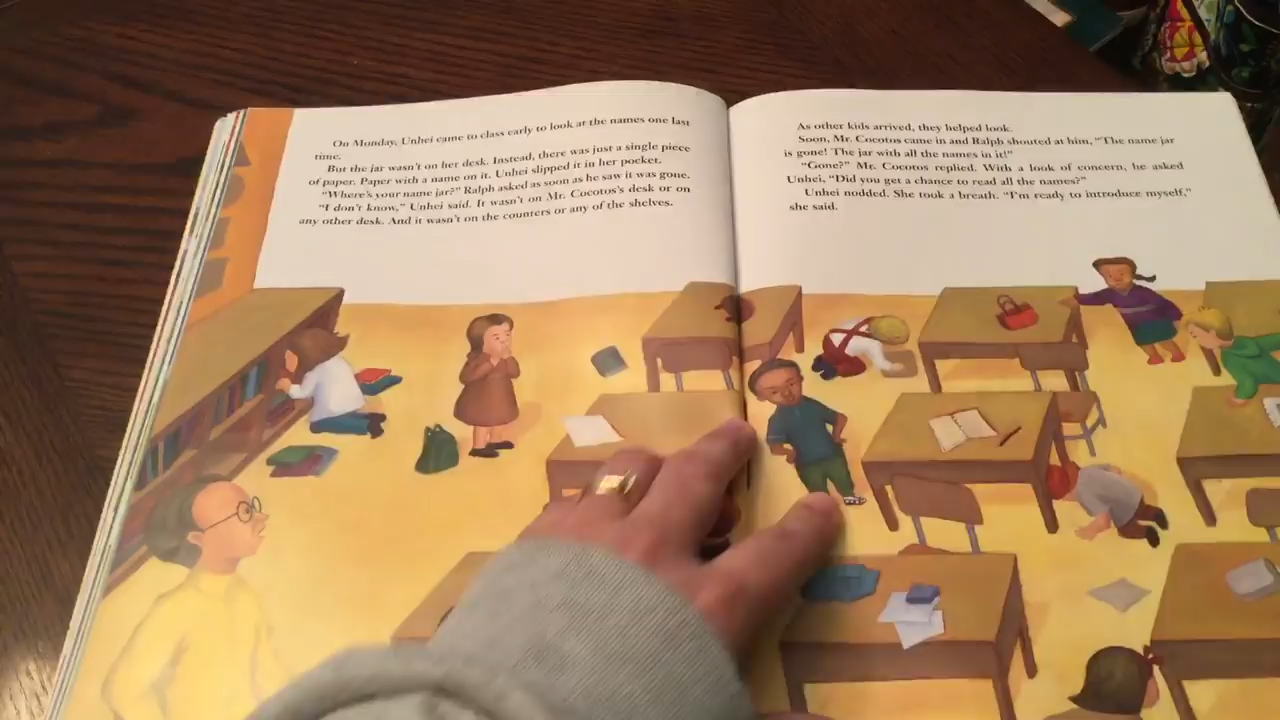 On Monday, Unhei came to class early to look at the names one last
time.
But the jar wasn't on her desk. Instead, there was just a single piece
of paper. Paper with a name on it. Unhei slipped it in her pocket.
"Where's your name jar?" Ralph asked as soon as he saw it was gone.
"I don't know," Unhei said. It wasn't on Mr. Cocotos's desk or on
any other desk. And it wasn't on the counters or any of the shelves.
As other kids arrived, they helped look.
Soon, Mr. Cocotos came in and Ralph shouted at him, "The name jar
is gone! The jar with all the names in it!"
"Gone?" Mr. Cocotos replied. With a look of concern, he asked
Unhei, "Did you get a chance to read all the names?"
Unhei nodded. She took a breath. "I'm ready to introduce myself,"
she said.